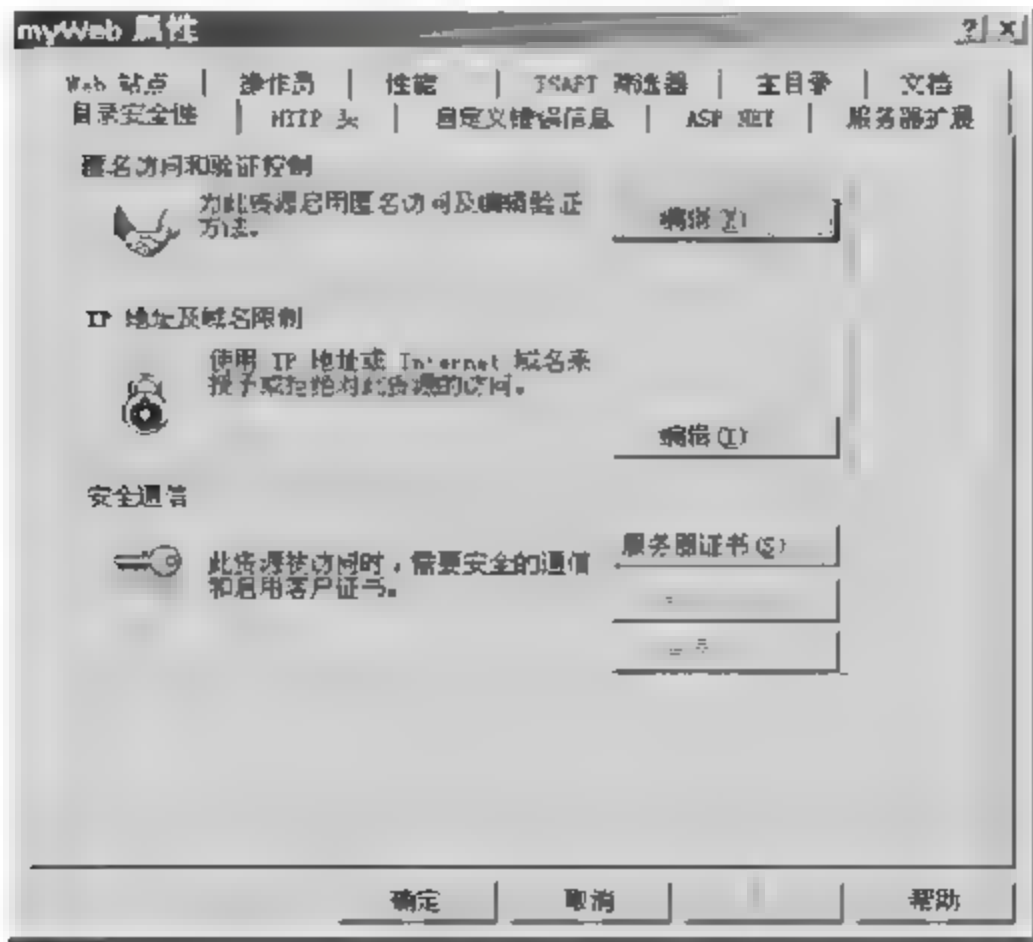 myWeb 属性
Web 站点 操作员 性能 ISAPI 筛选器 主目录 文档
目录安全性 HTTP 头 自定义错误信息 ASP.NET 服务器扩展
匿名访问和验证控制
为此资源启用匿名访问及编辑验证
方法。
编辑
IP 地址及域名限制
使用 IP 地址或 Internet 域名来
授予或拒绝对此资源的访问。
编辑(I)
安全通信
此资源被访问时，需要安全的通信
和启用客户证书。
服务器证书(S)
确定 取消 帮助